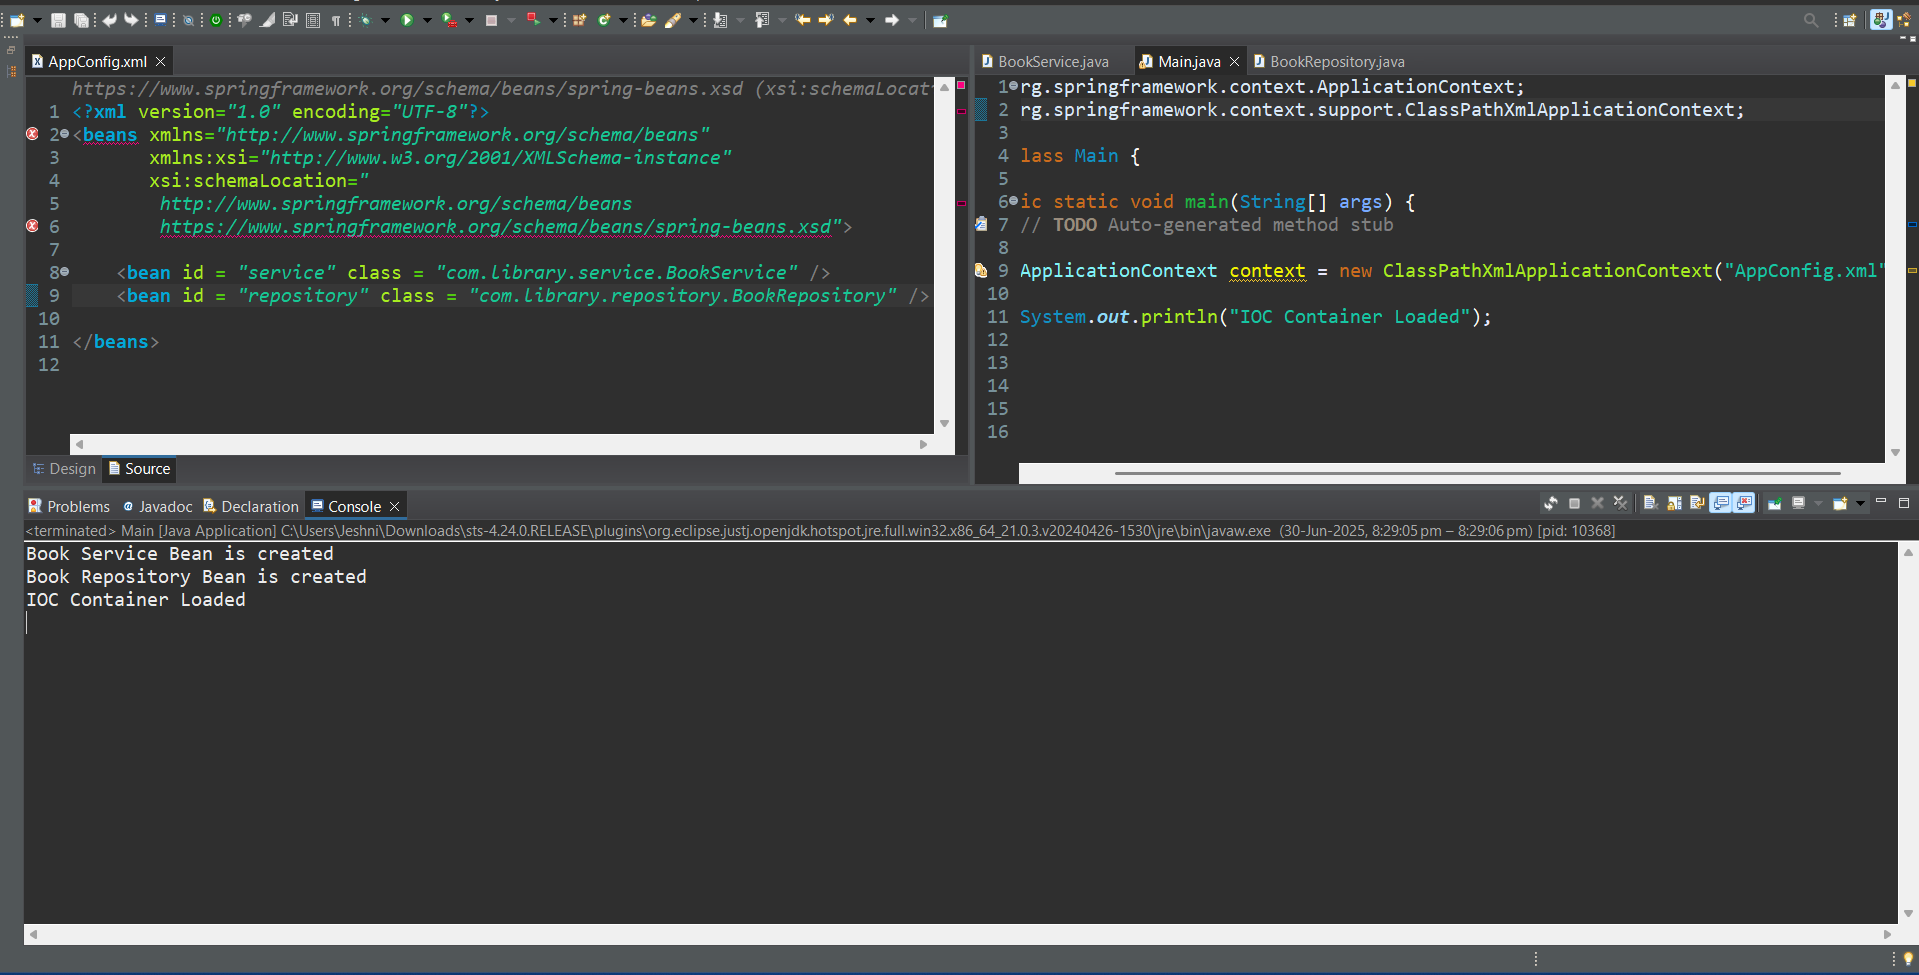 AppConfig.xml
https://www.springframework.org/schema/beans/spring-beans.xsd (xsi:schemaLocat
1 <?xml version="1.0" encoding="UTF-8"?>
2 <beans xmlns="http://www.springframework.org/schema/beans"
3 xmlns:xsi="http://www.w3.org/2001/XMLSchema-instance"
4 xsi:schemaLocation="
5 http://www.springframework.org/schema/beans
6 https://www.springframework.org/schema/beans/spring-beans.xsd">
7
8 <bean id = "service" class = "com.library.service.BookService" />
9 <bean id = "repository" class = "com.library.repository.BookRepository" />
10
11 </beans>
12
Design Source
BookService.java Main.java BookRepository.java
1 rg.springframework.context.ApplicationContext;
2 rg.springframework.context.support.ClassPathXmlApplicationContext;
3
4 lass Main {
5
6 ic static void main(String[] args) {
7 // TODO Auto-generated method stub
8
9 ApplicationContext context = new ClassPathXmlApplicationContext("AppConfig.xml"
10
11 System.out.println("IOC Container Loaded");
12
13
14
15
16
Problems Javadoc Declaration Console
<terminated> Main [Java Application] C:\Users\Jeshni\Downloads\sts-4.24.0.RELEASE\plugins\org.eclipse.justj.openjdk.hotspot.jre.full.win32.x86_64_21.0.3.v20240426-1530\jre\bin\javaw.exe (30-Jun-2025, 8:29:05 pm – 8:29:06 pm) [pid: 10368]
Book Service Bean is created
Book Repository Bean is created
IOC Container Loaded